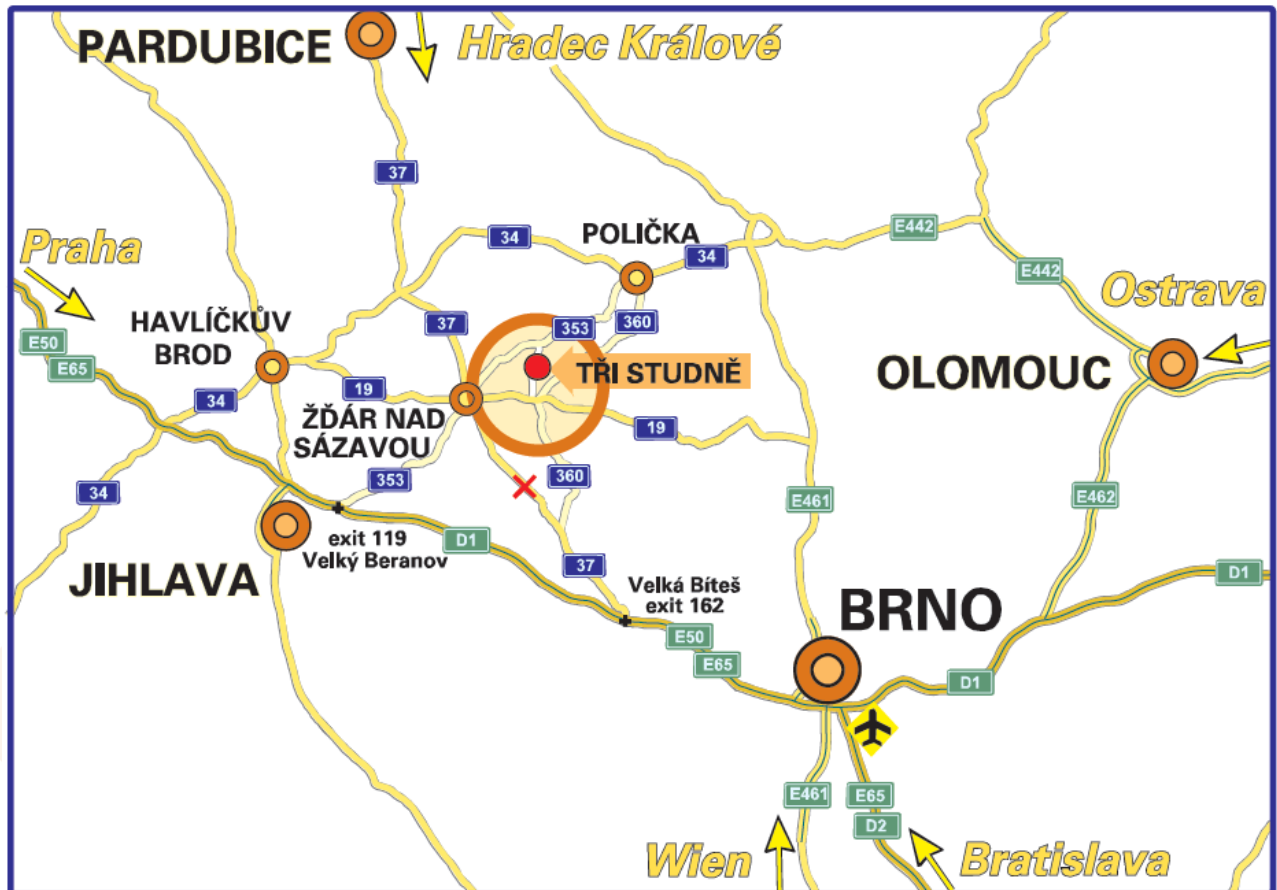 PARDUBICE
Hradec Králové
37
Praha
34
POLIČKA
34
E442
E442
Ostrava
HAVLÍČKŮV
BROD
E50
E65
37
353
360
TŘI STUDNĚ
OLOMOUC
34
19
ŽĎÁR NAD
SÁZAVOU
19
353
360
34
E461
E462
exit 119
Velký Beranov
D1
JIHLAVA
37
D1
Velká Bíteš
exit 162
BRNO
E50
E65
D1
E461
E65
D2
Wien
Bratislava